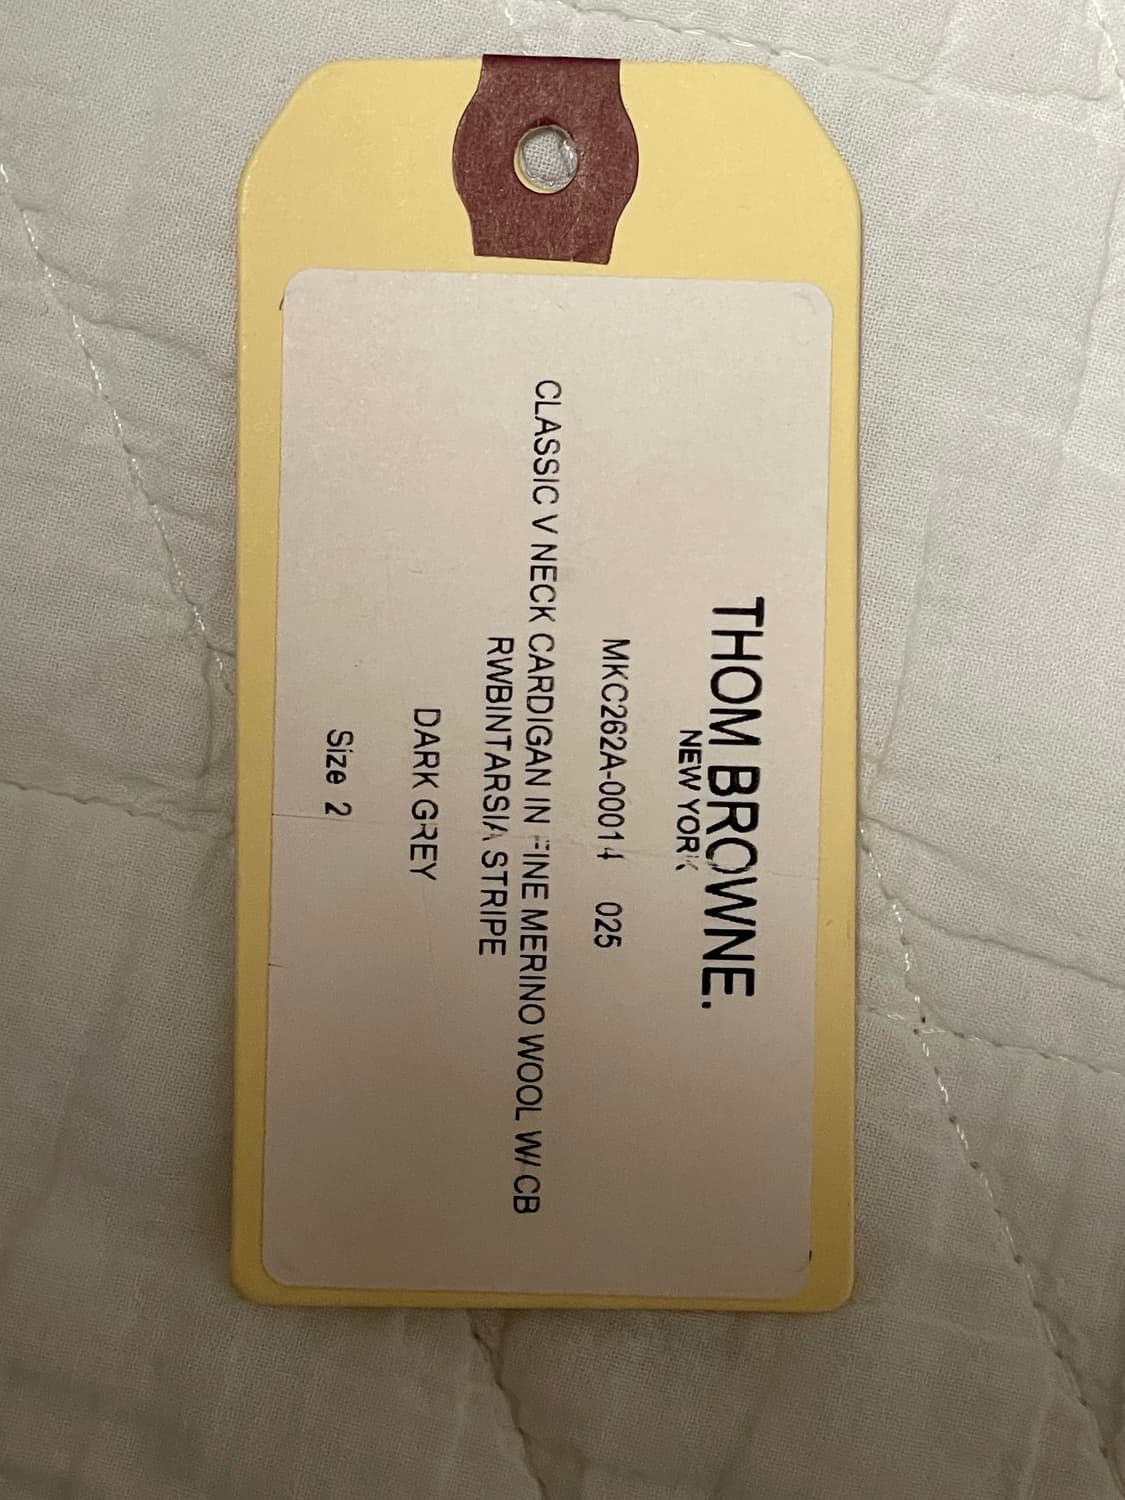 THOM BROWNE.
NEW YORK
MKC262A-00014 025
CLASSIC V NECK CARDIGAN IN FINE MERINO WOOL W/ CB
RWBINTARSIA STRIPE
DARK GREY
Size 2